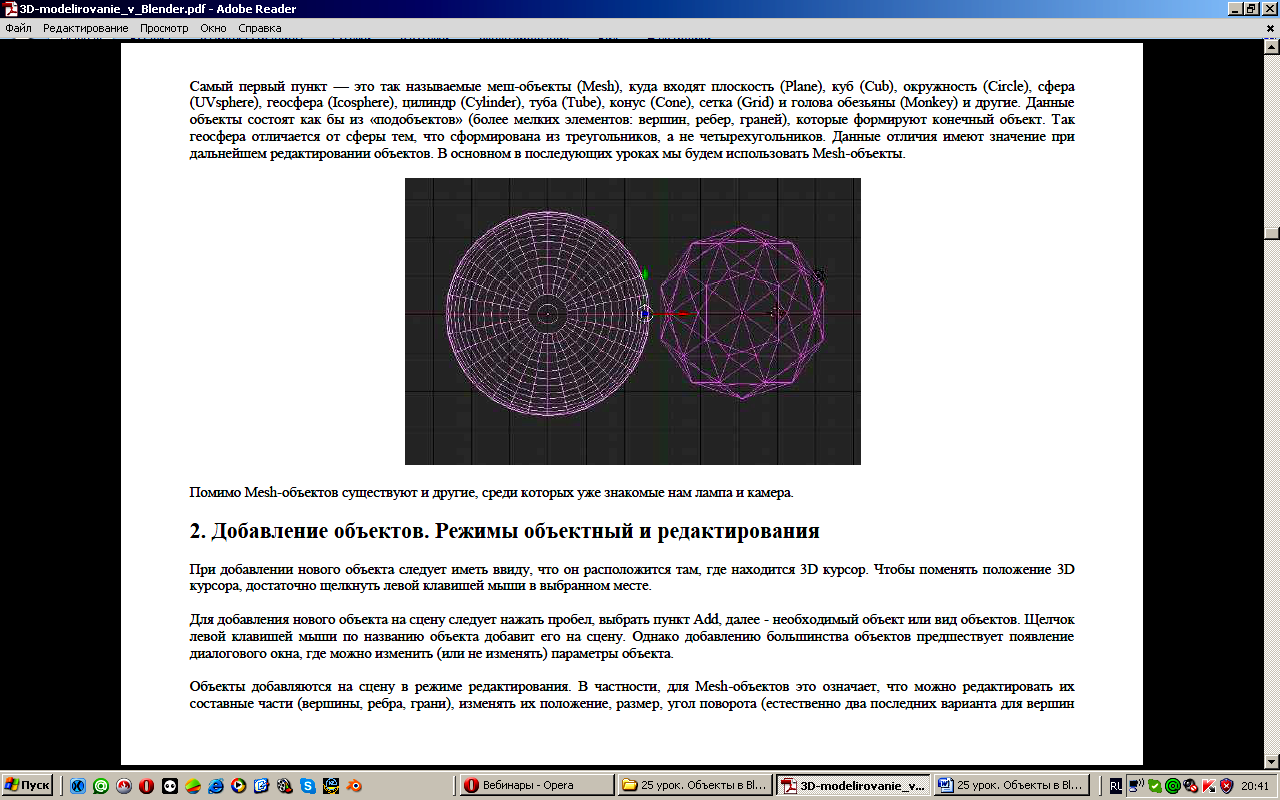 3D-modelirovanie_v_Blender.pdf - Adobe Reader
Файл Редактирование Просмотр Окно Справка
Самый первый пункт — это так называемые меш-объекты (Mesh), куда входят плоскость (Plane), куб (Cub), окружность (Circle), сфера
(UVsphere), геосфера (Icosphere), цилиндр (Cylinder), туба (Tube), конус (Cone), сетка (Grid) и голова обезьяны (Monkey) и другие. Данные
объекты состоят как бы из «подобъектов» (более мелких элементов: вершин, ребер, граней), которые формируют конечный объект. Так
геосфера отличается от сферы тем, что сформирована из треугольников, а не четырехугольников. Данные отличия имеют значение при
дальнейшем редактировании объектов. В основном в последующих уроках мы будем использовать Mesh-объекты.
Помимо Mesh-объектов существуют и другие, среди которых уже знакомые нам лампа и камера.
2. Добавление объектов. Режимы объектный и редактирования
При добавлении нового объекта следует иметь ввиду, что он расположится там, где находится 3D курсор. Чтобы поменять положение 3D
курсора, достаточно щелкнуть левой клавишей мыши в выбранном месте.
Для добавления нового объекта на сцену следует нажать пробел, выбрать пункт Add, далее - необходимый объект или вид объектов. Щелчок
левой клавишей мыши по названию объекта добавит его на сцену. Однако добавлению большинства объектов предшествует появление
диалогового окна, где можно изменить (или не изменять) параметры объекта.
Объекты добавляются на сцену в режиме редактирования. В частности, для Mesh-объектов это означает, что можно редактировать их
составные части (вершины, ребра, грани), изменять их положение, размер, угол поворота (естественно два последних варианта для вершин
Пуск Вебинары - Opera 25 урок. Объекты в Bl... 3D-modelirovanie_v_... 25 урок. Объекты в Bl... RU 20:41